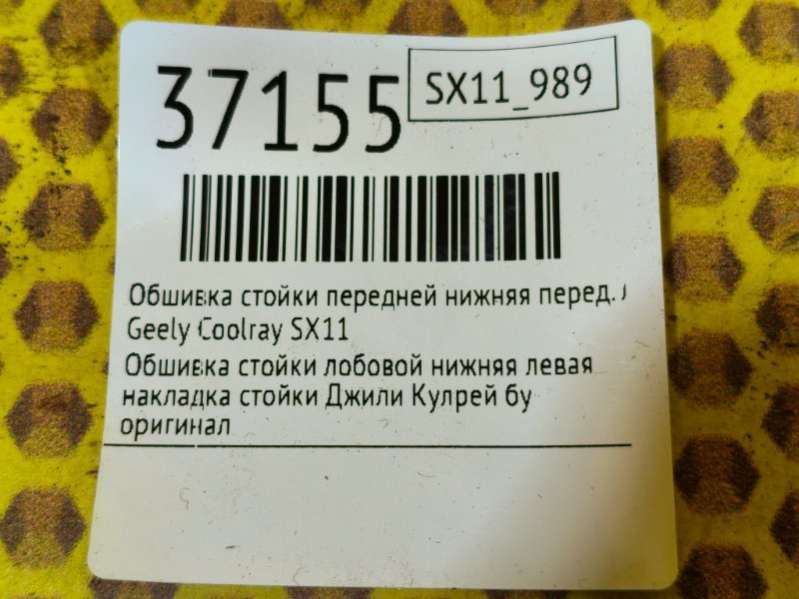 37155
SX11_989
Обшивка стойки передней нижняя перед.
Geely Coolray SX11
Обшивка стойки лобовой нижняя левая
накладка стойки Джили Кулрей бу
оригинал